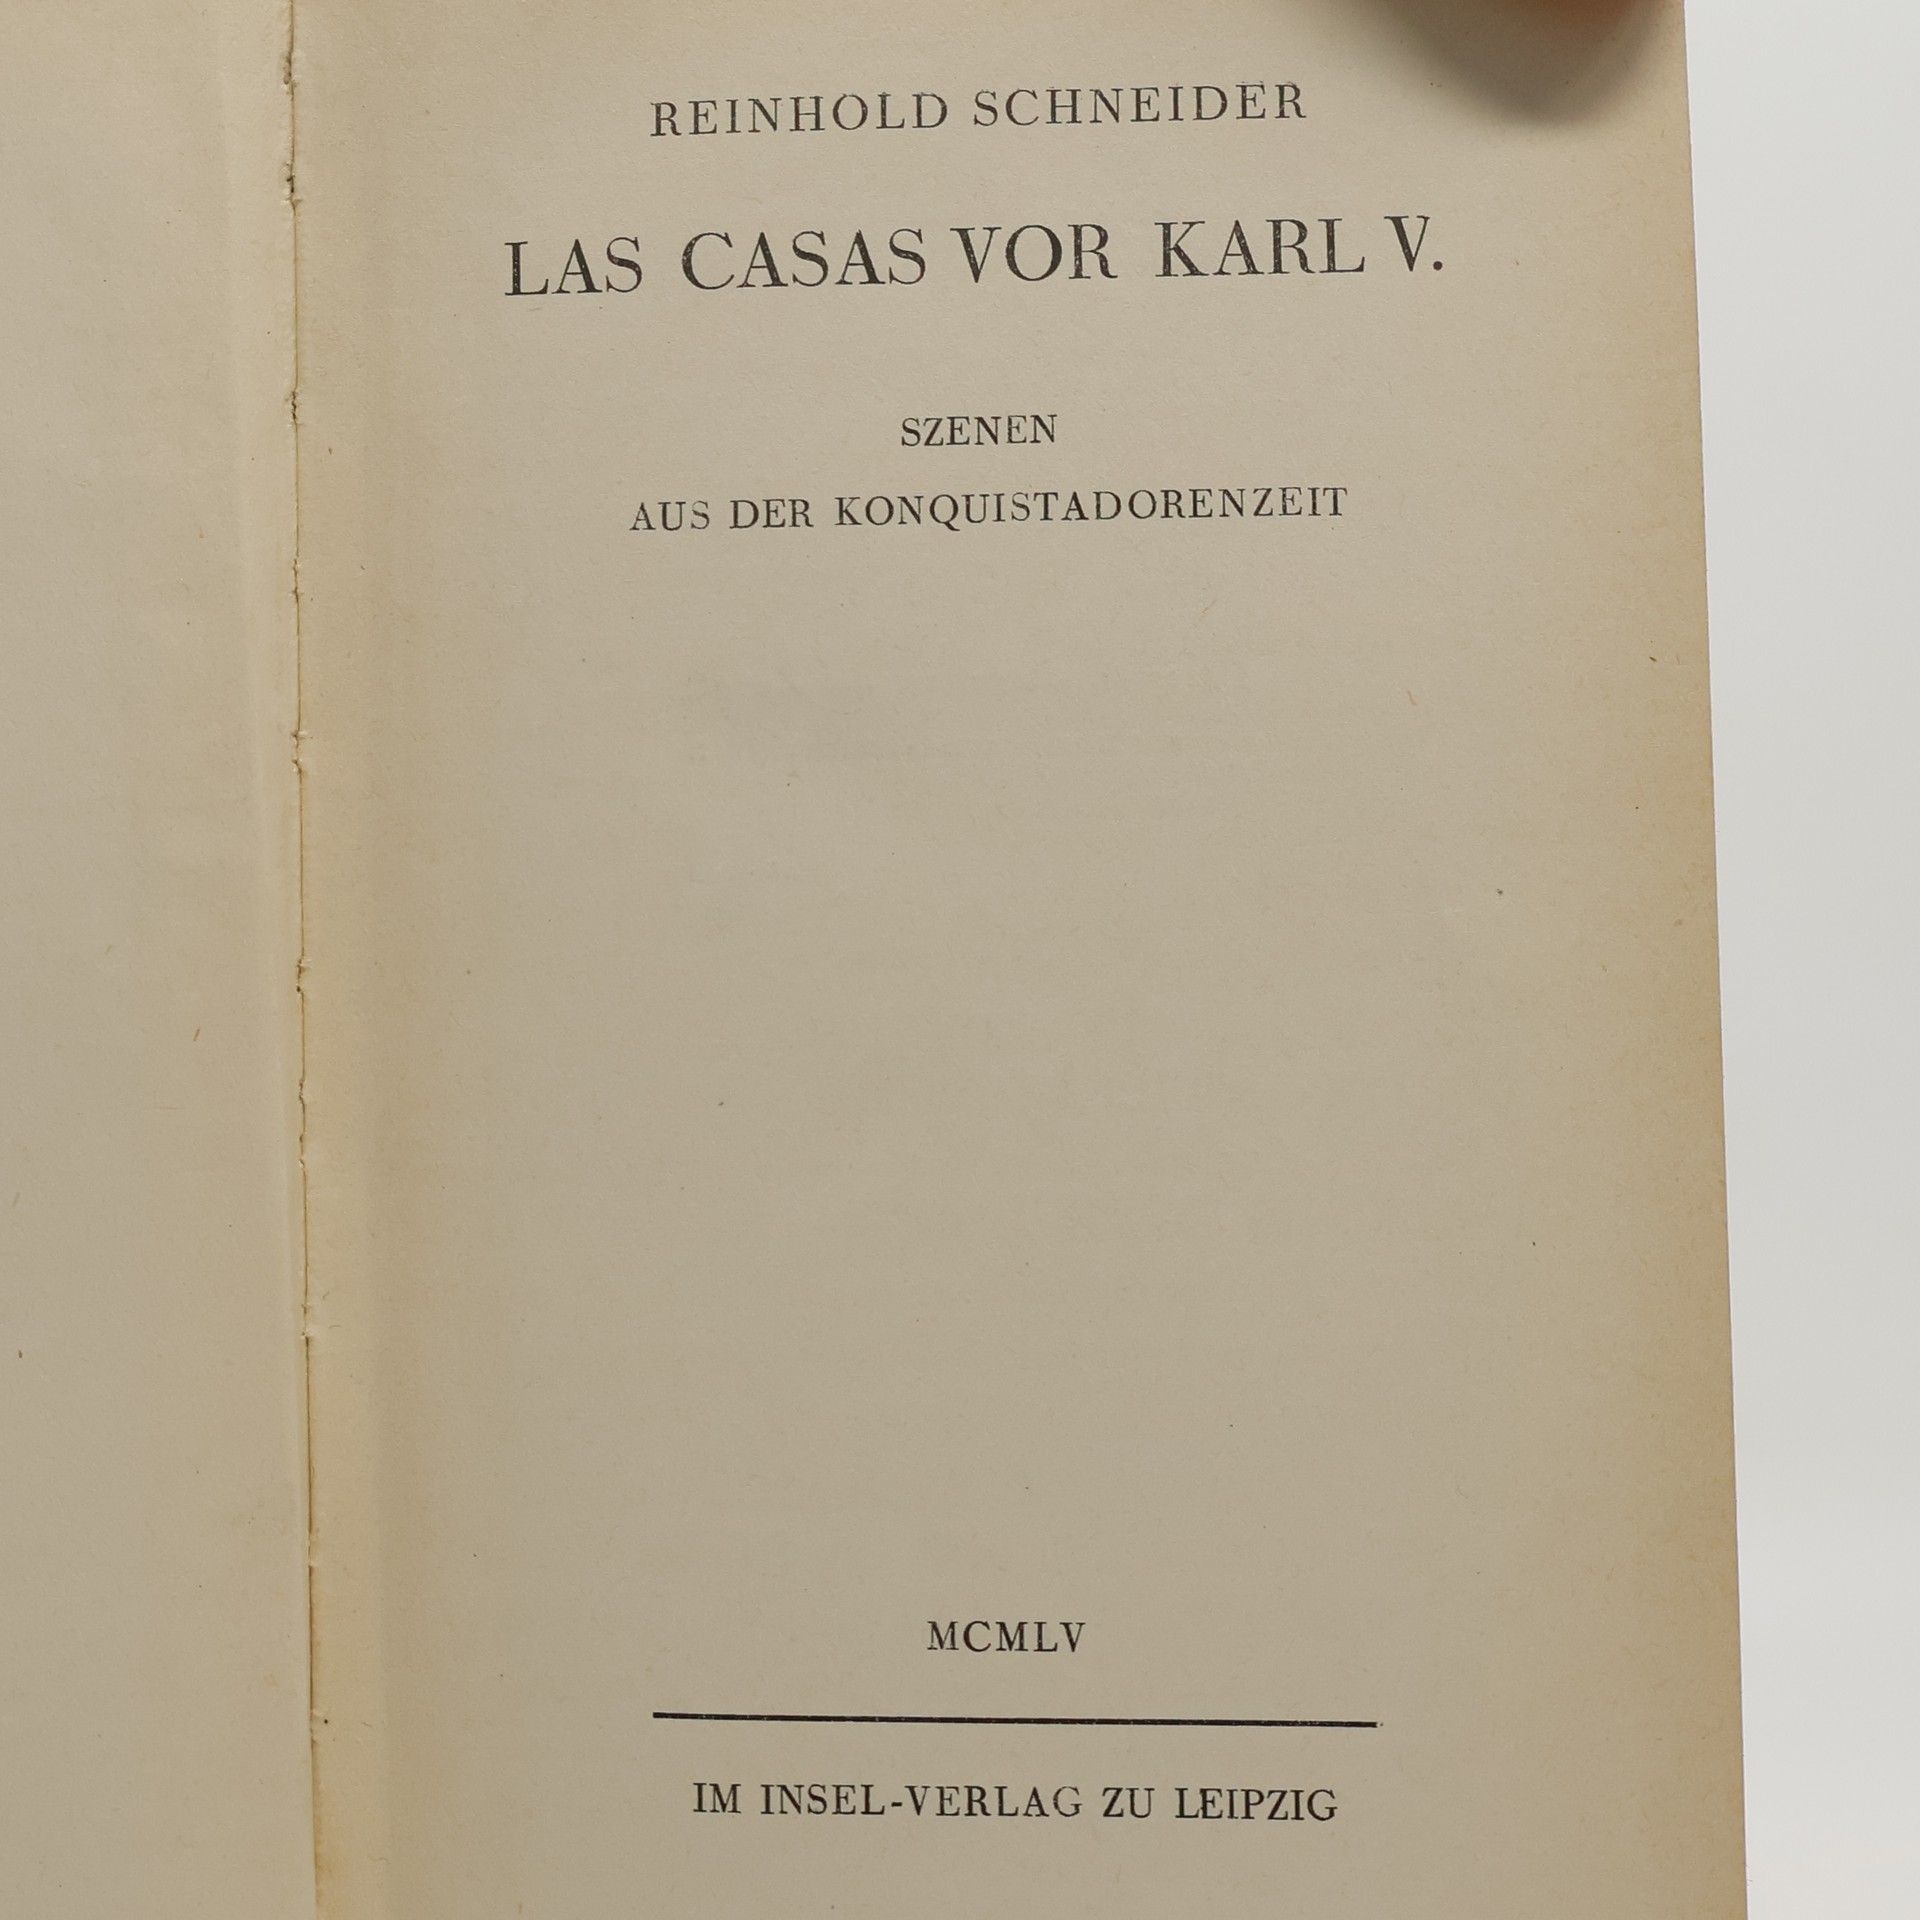 REINHOLD SCHNEIDER
LAS CASAS VOR KARL V.
SZENEN
AUS DER KONQUISTADORENZEIT
MCMLV
IM INSEL-VERLAG ZU LEIPZIG